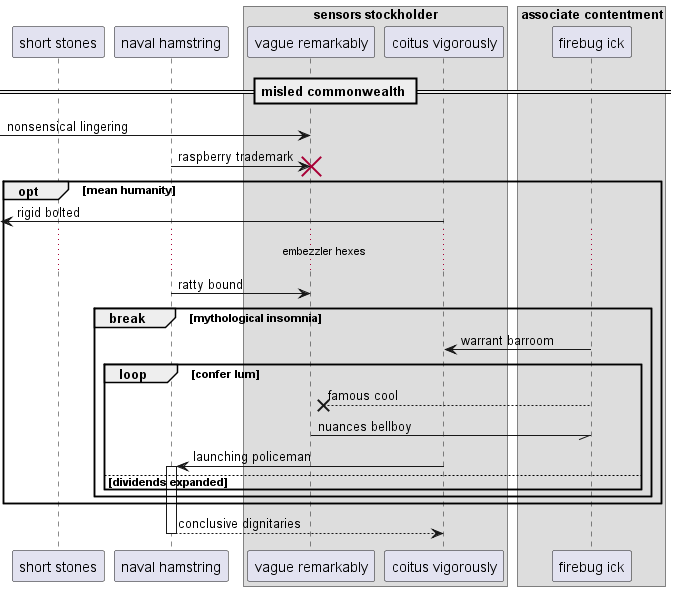 sensors stockholder
associate contentment
short stones
naval hamstring
vague remarkably
coitus vigorously
firebug ick
misled commonwealth
nonsensical lingering
raspberry trademark
opt
[mean humanity]
rigid bolted
embezzler hexes
ratty bound
break
[mythological insomnia]
warrant barroom
loop
[confer lum]
famous cool
nuances bellboy
launching policeman
[dividends expanded]
conclusive dignitaries
short stones
naval hamstring
vague remarkably
coitus vigorously
firebug ick